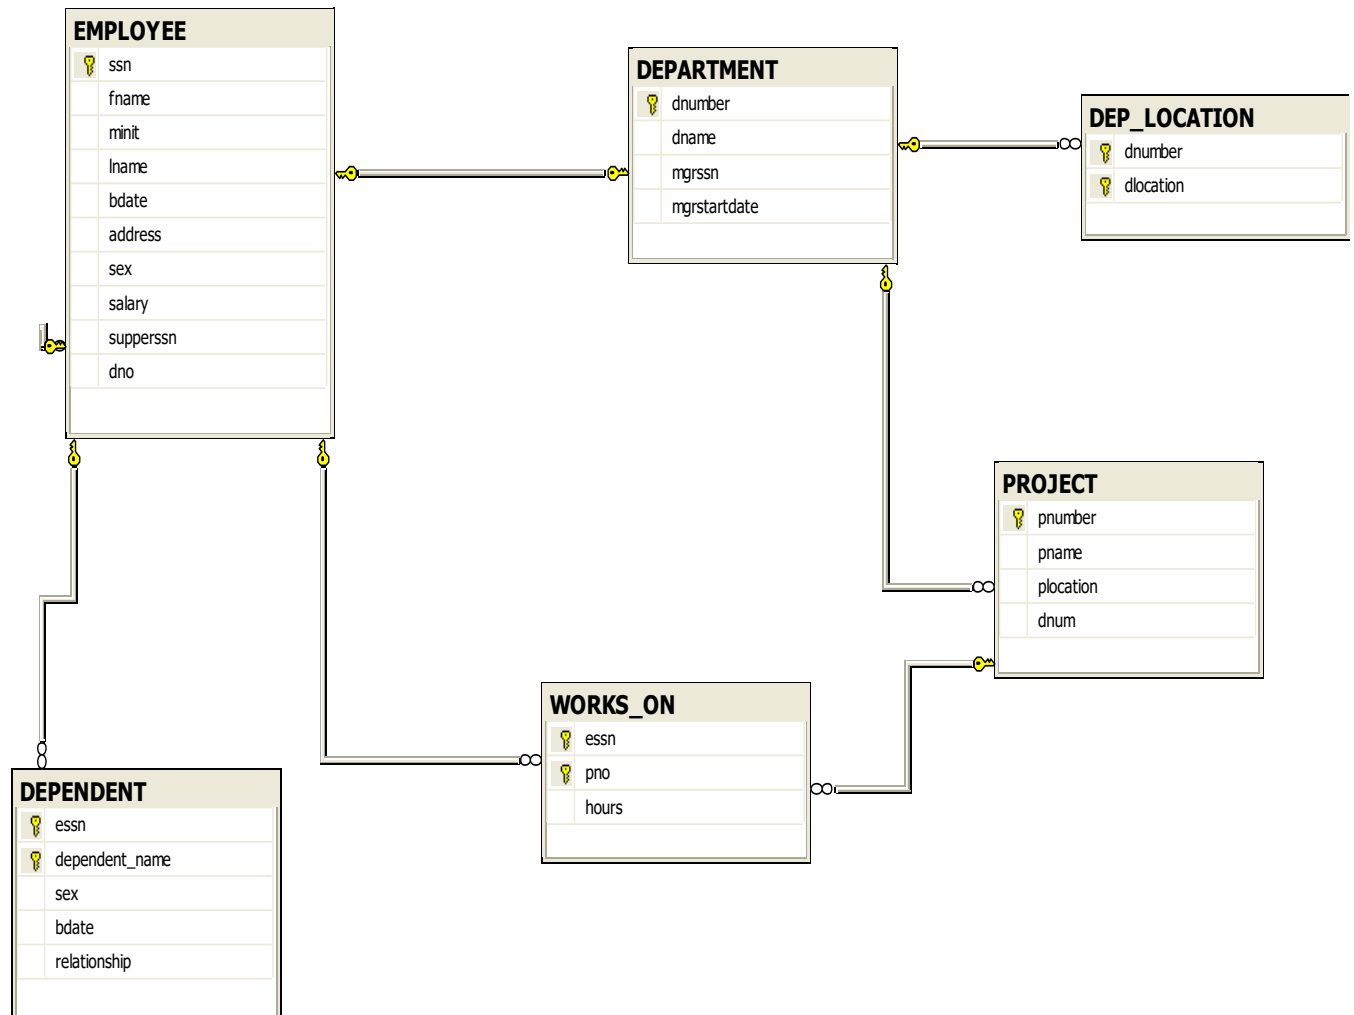 EMPLOYEE
ssn
fname
minit
lname
bdate
address
sex
salary
supperssn
dno
DEPARTMENT
dnumber
dname
mgrssn
mgrstartdate
DEP_LOCATION
dnumber
dlocation
PROJECT
pnumber
pname
plocation
dnum
WORKS_ON
essn
pno
hours
DEPENDENT
essn
dependent_name
sex
bdate
relationship